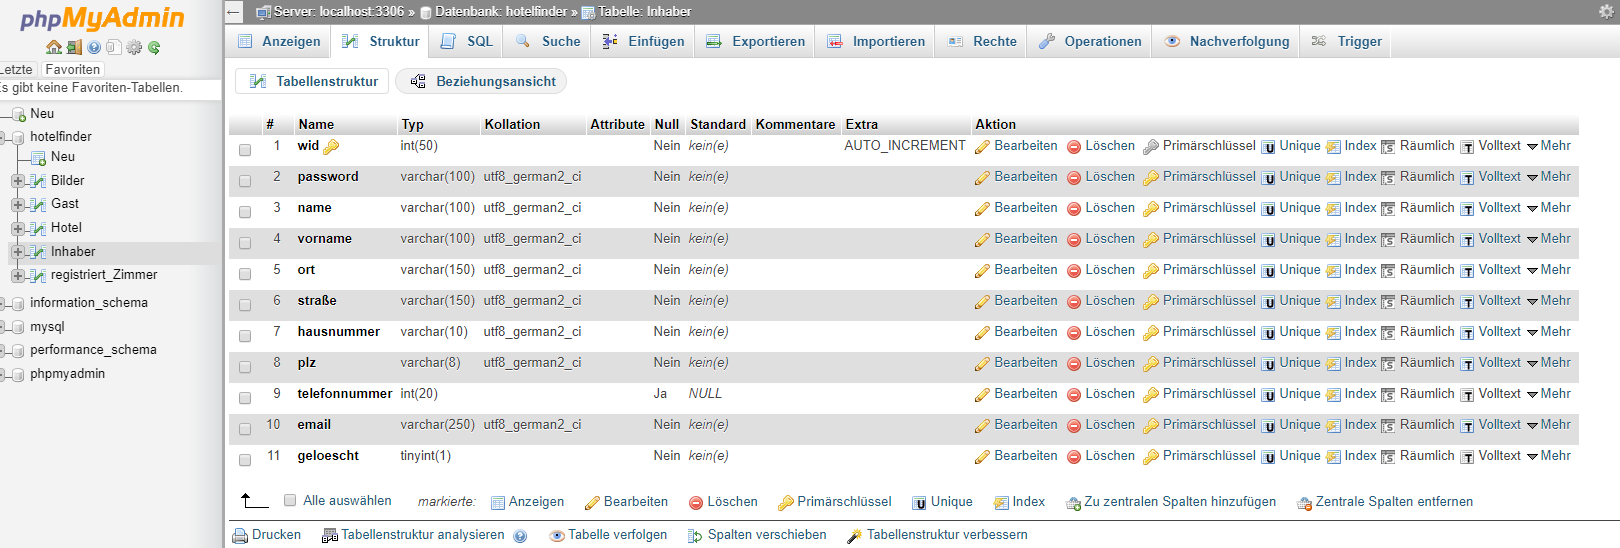 phpMyAdmin
Letzte Favoriten
Es gibt keine Favoriten-Tabellen.
Neu
hotelfinder
Neu
Bilder
Gast
Hotel
Inhaber
registriert_Zimmer
information_schema
mysql
performance_schema
phpmyadmin
Server: localhost:3306 » Datenbank: hotelfinder » Tabelle: Inhaber
Anzeigen Struktur SQL Suche Einfügen Exportieren Importieren Rechte Operationen Nachverfolgung Trigger
Tabellenstruktur Beziehungsansicht
# Name Typ Kollation Attribute Null Standard Kommentare Extra Aktion
1 wid int(50) Nein kein(e) AUTO_INCREMENT Bearbeiten Löschen Primärschlüssel Unique Index Räumlich Volltext Mehr
2 password varchar(100) utf8_german2_ci Nein kein(e) Bearbeiten Löschen Primärschlüssel Unique Index Räumlich Volltext Mehr
3 name varchar(100) utf8_german2_ci Nein kein(e) Bearbeiten Löschen Primärschlüssel Unique Index Räumlich Volltext Mehr
4 vorname varchar(100) utf8_german2_ci Nein kein(e) Bearbeiten Löschen Primärschlüssel Unique Index Räumlich Volltext Mehr
5 ort varchar(150) utf8_german2_ci Nein kein(e) Bearbeiten Löschen Primärschlüssel Unique Index Räumlich Volltext Mehr
6 straße varchar(150) utf8_german2_ci Nein kein(e) Bearbeiten Löschen Primärschlüssel Unique Index Räumlich Volltext Mehr
7 hausnummer varchar(10) utf8_german2_ci Nein kein(e) Bearbeiten Löschen Primärschlüssel Unique Index Räumlich Volltext Mehr
8 plz varchar(8) utf8_german2_ci Nein kein(e) Bearbeiten Löschen Primärschlüssel Unique Index Räumlich Volltext Mehr
9 telefonnummer int(20) Ja NULL Bearbeiten Löschen Primärschlüssel Unique Index Räumlich Volltext Mehr
10 email varchar(250) utf8_german2_ci Nein kein(e) Bearbeiten Löschen Primärschlüssel Unique Index Räumlich Volltext Mehr
11 geloescht tinyint(1) Nein kein(e) Bearbeiten Löschen Primärschlüssel Unique Index Räumlich Volltext Mehr
Alle auswählen markierte: Anzeigen Bearbeiten Löschen Primärschlüssel Unique Index Zu zentralen Spalten hinzufügen Zentrale Spalten entfernen
Drucken Tabellenstruktur analysieren Tabelle verfolgen Spalten verschieben Tabellenstruktur verbessern